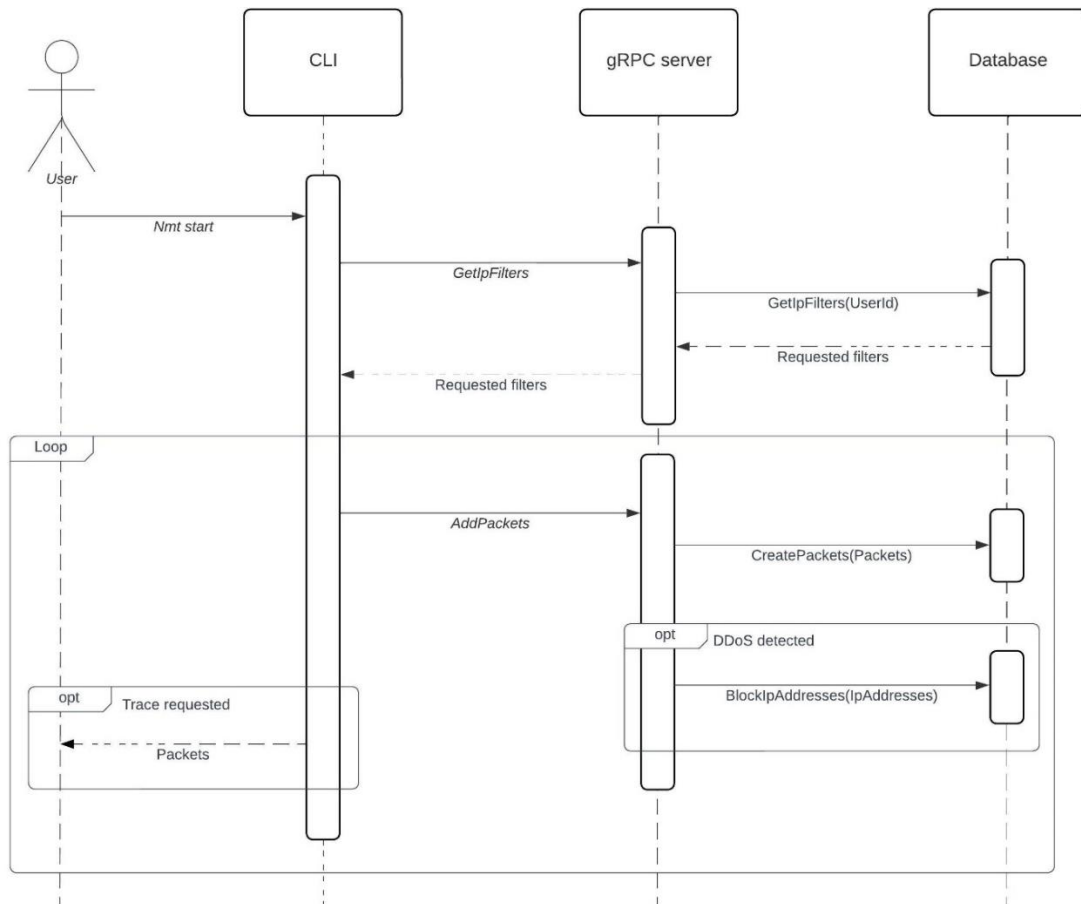 CLI
gRPC server
Database
User
Nmt start
GetIpFilters
GetIpFilters(UserId)
Requested filters
Requested filters
Loop
AddPackets
CreatePackets(Packets)
opt
DDoS detected
BlockIpAddresses(IpAddresses)
opt
Trace requested
Packets